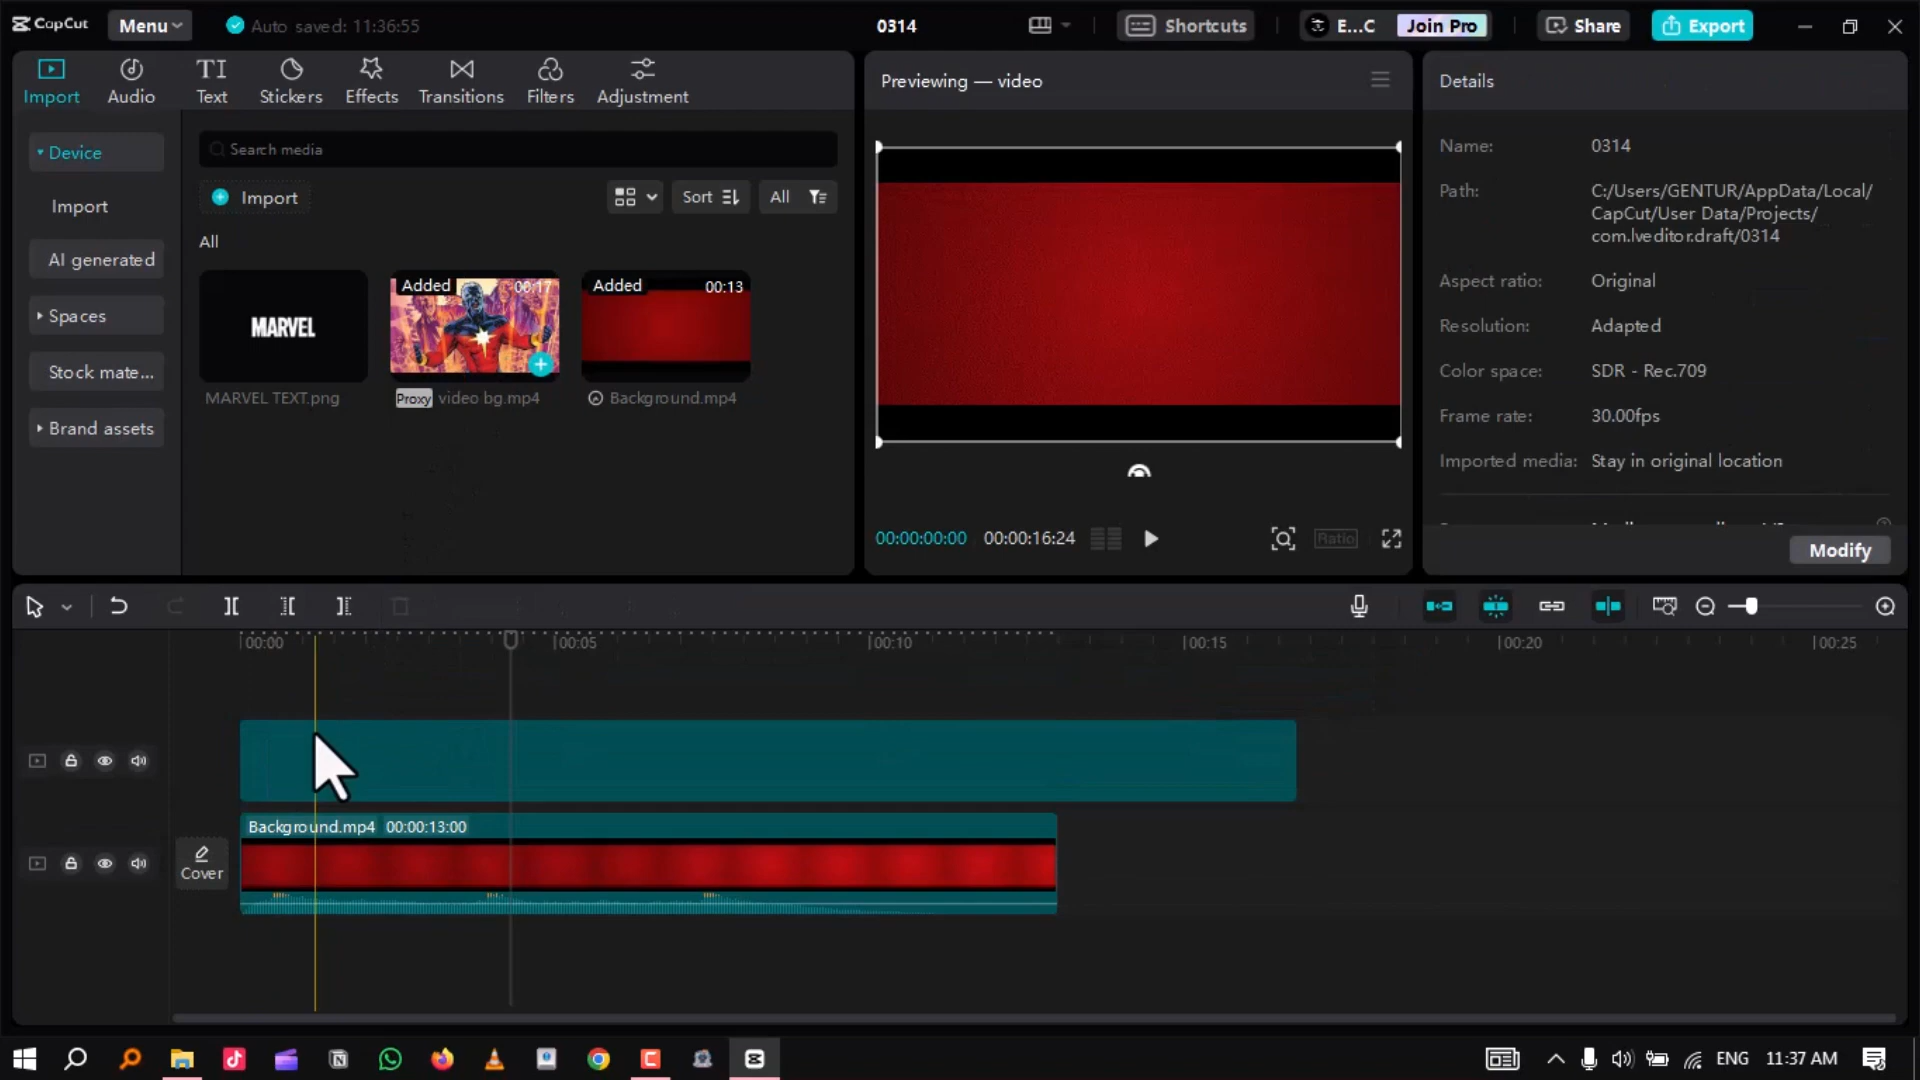 CapCut
Menu
Auto saved: 11:36:55
0314
Shortcuts
E...C
Join Pro
Share
Export
Import
Audio
Text
Stickers
Effects
Transitions
Filters
Adjustment
Device
Import
AI generated
Spaces
Stock mate...
Brand assets
Search media
Import
Sort
All
All
MARVEL
MARVEL TEXT.png
Added
00:17
Proxy
video bg.mp4
Added
00:13
Background.mp4
Previewing — video
00:00:00:00
00:00:16:24
Ratio
Details
Name:
0314
Path:
C:/Users/GENTUR/AppData/Local/
CapCut/User Data/Projects/
com.lveditor.draft/0314
Aspect ratio:
Original
Resolution:
Adapted
Color space:
SDR - Rec.709
Frame rate:
30.00fps
Imported media:
Stay in original location
Modify
00:00
00:05
00:10
00:15
00:20
00:25
Background.mp4
00:00:13:00
Cover
ENG
11:37 AM